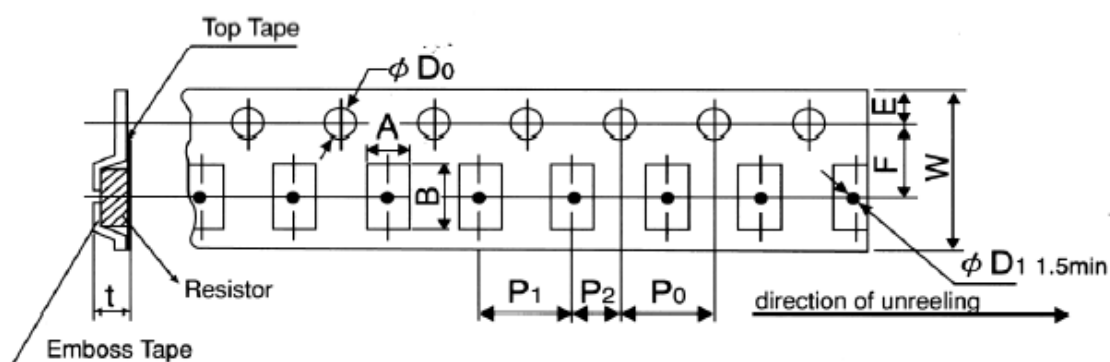 Top Tape
φ D0
A
B
E
F
W
t
Resistor
P1
P2
P0
φ D1 1.5min
direction of unreeling
Emboss Tape